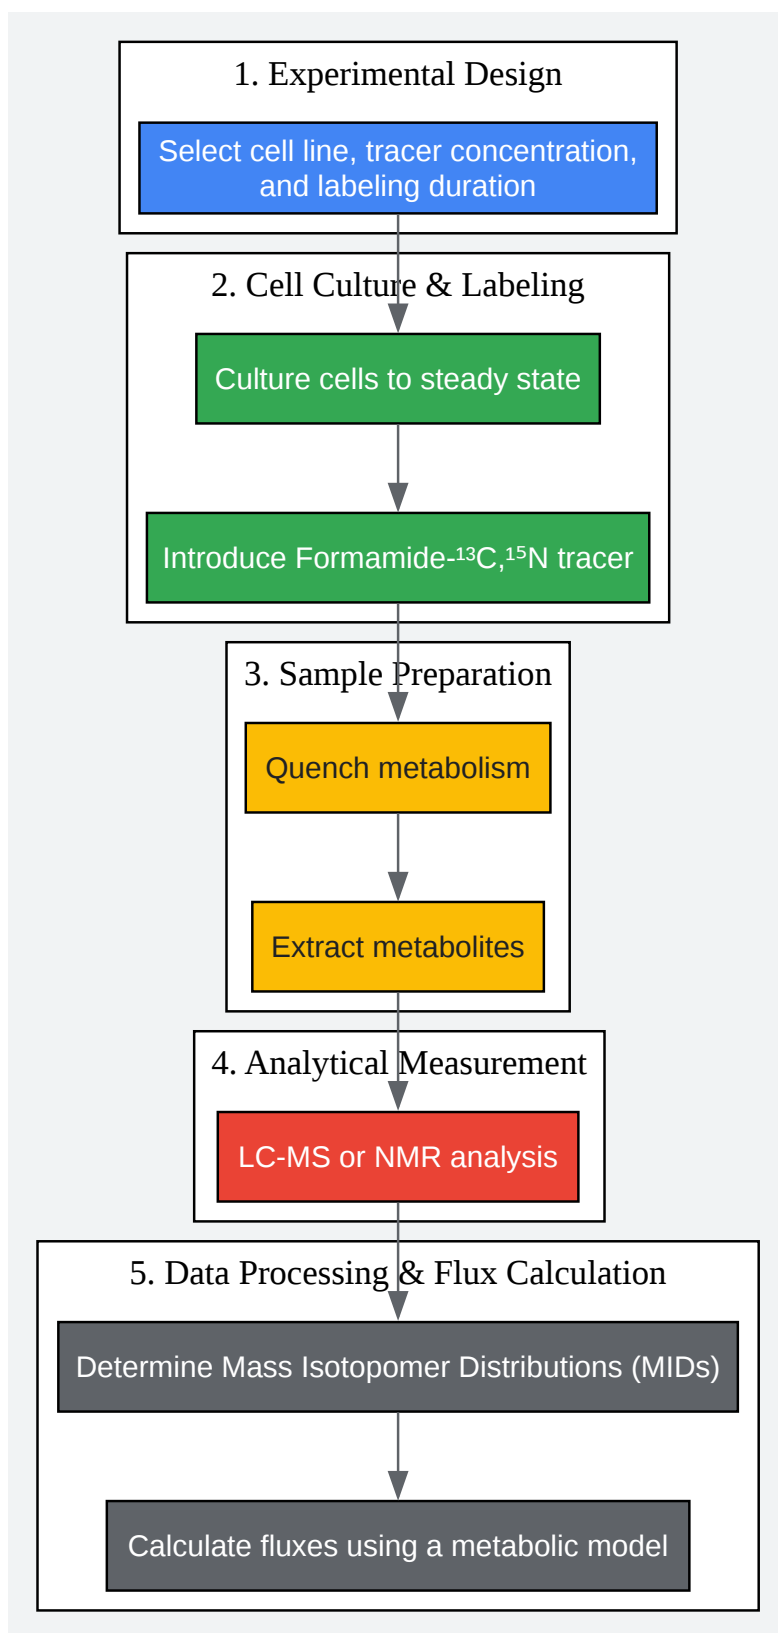 1. Experimental Design
Select cell line, tracer concentration,
and labeling duration
2. Cell Culture & Labeling
Culture cells to steady state
Introduce Formamide-¹³C,¹⁵N tracer
3. Sample Preparation
Quench metabolism
Extract metabolites
4. Analytical Measurement
LC-MS or NMR analysis
5. Data Processing & Flux Calculation
Determine Mass Isotopomer Distributions (MIDs)
Calculate fluxes using a metabolic model